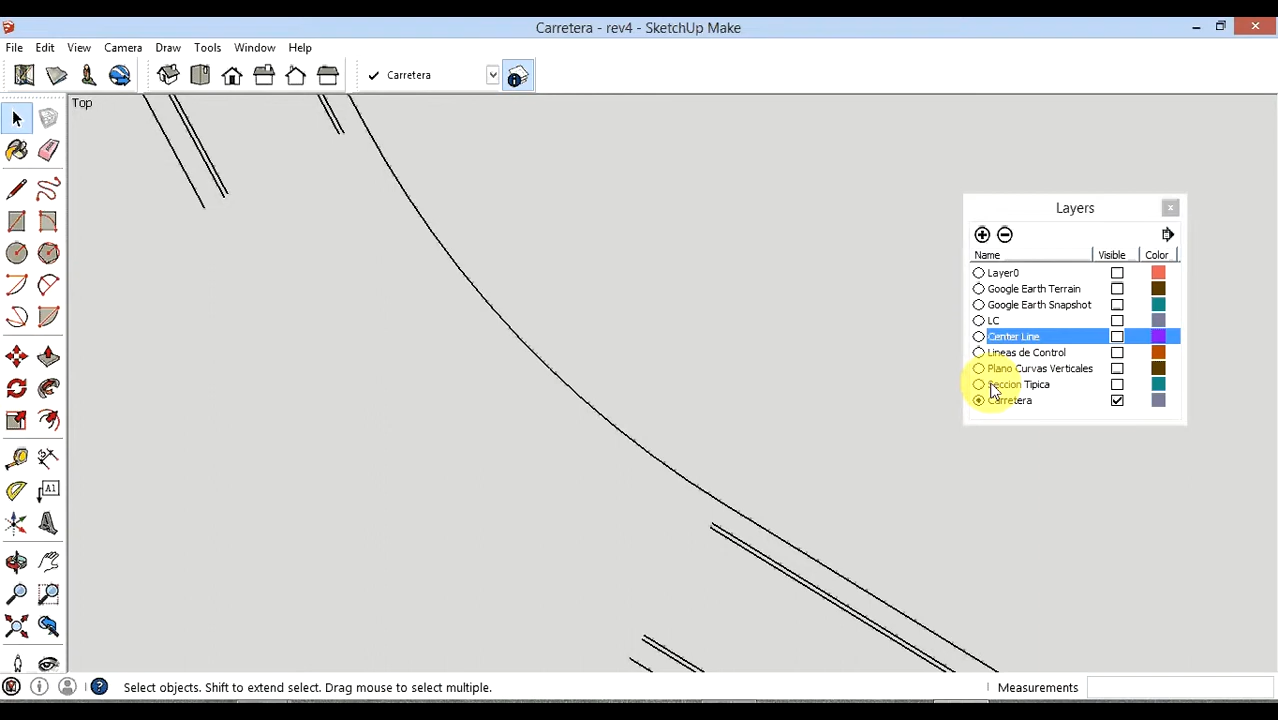 Carretera - rev4 - SketchUp Make
File Edit View Camera Draw Tools Window Help
Carretera
Top
Layers
Name Visible Color
Layer0
Google Earth Terrain
Google Earth Snapshot
LC
Center Line
Lineas de Control
Plano Curvas Verticales
Seccion Tipica
Carretera
A1
Select objects. Shift to extend select. Drag mouse to select multiple.
Measurements